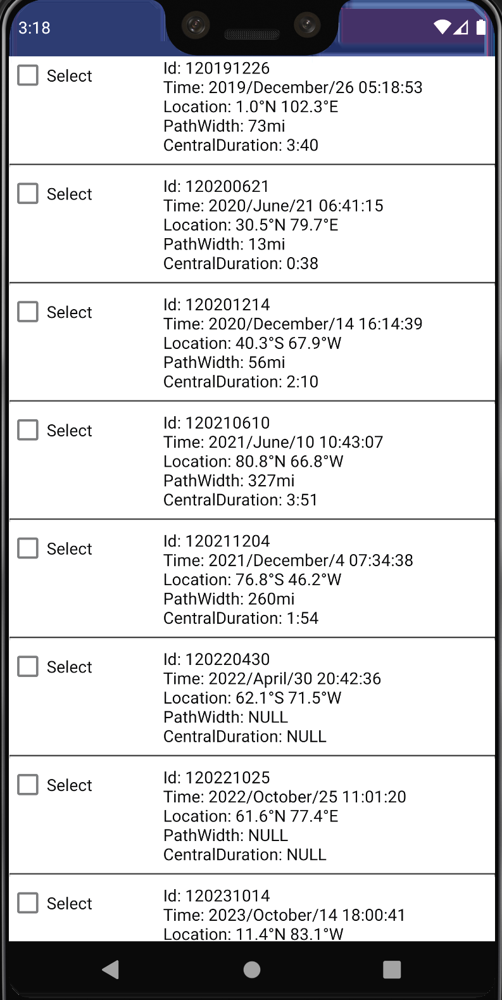 3:18
Select
Id: 120191226
Time: 2019/December/26 05:18:53
Location: 1.0°N 102.3°E
PathWidth: 73mi
CentralDuration: 3:40
Select
Id: 120200621
Time: 2020/June/21 06:41:15
Location: 30.5°N 79.7°E
PathWidth: 13mi
CentralDuration: 0:38
Select
Id: 120201214
Time: 2020/December/14 16:14:39
Location: 40.3°S 67.9°W
PathWidth: 56mi
CentralDuration: 2:10
Select
Id: 120210610
Time: 2021/June/10 10:43:07
Location: 80.8°N 66.8°W
PathWidth: 327mi
CentralDuration: 3:51
Select
Id: 120211204
Time: 2021/December/4 07:34:38
Location: 76.8°S 46.2°W
PathWidth: 260mi
CentralDuration: 1:54
Select
Id: 120220430
Time: 2022/April/30 20:42:36
Location: 62.1°S 71.5°W
PathWidth: NULL
CentralDuration: NULL
Select
Id: 120221025
Time: 2022/October/25 11:01:20
Location: 61.6°N 77.4°E
PathWidth: NULL
CentralDuration: NULL
Select
Id: 120231014
Time: 2023/October/14 18:00:41
Location: 11.4°N 83.1°W